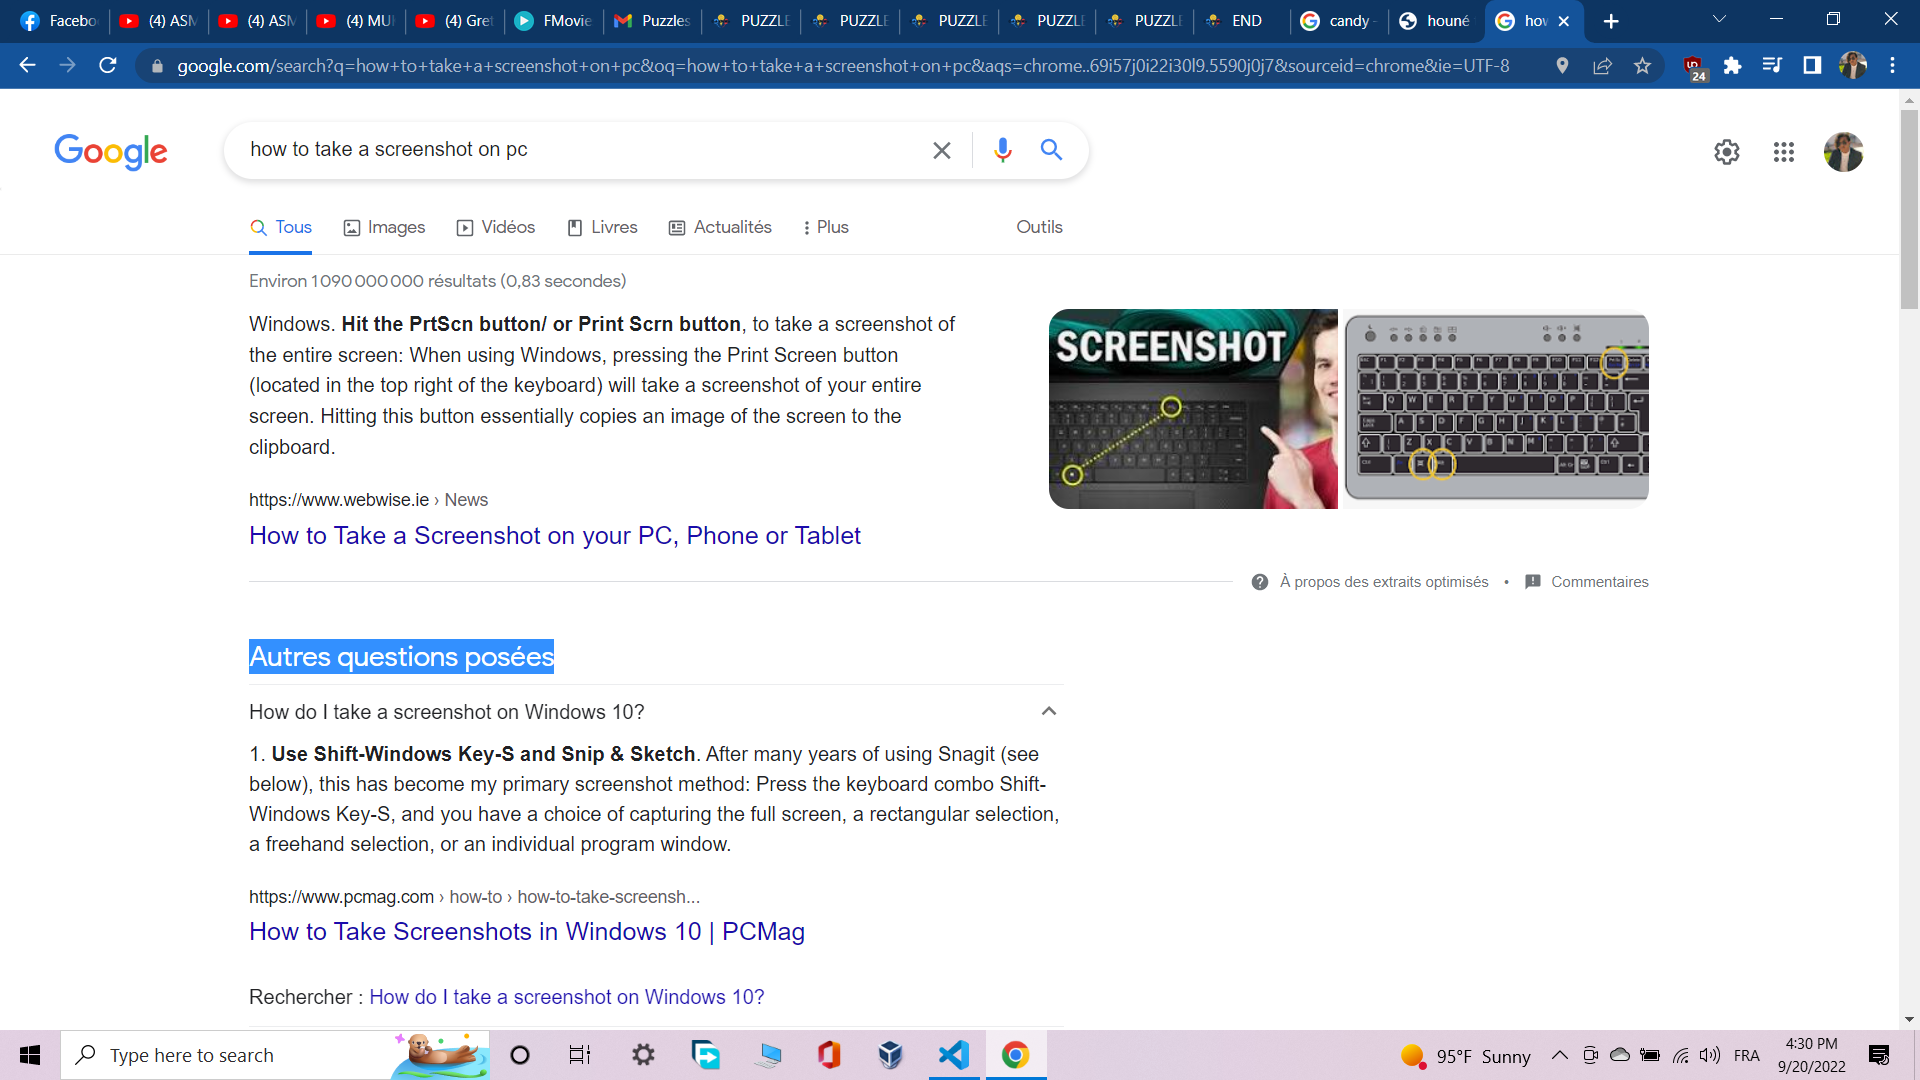 Facebo
(4) ASM
(4) ASM
(4) MU
(4) Gre
FMovie
Puzzles
PUZZLE
PUZZLE
PUZZLE
PUZZLE
PUZZLE
END
candy -
houné
how
google.com/search?q=how+to+take+a+screenshot+on+pc&oq=how+to+take+a+screenshot+on+pc&aqs=chrome..69i57j0i22i30l9.5590j0j7&sourceid=chrome&ie=UTF-8
24
Google
how to take a screenshot on pc
Tous
Images
Vidéos
Livres
Actualités
Plus
Outils
Environ 1 090 000 000 résultats (0,83 secondes)
Windows. Hit the PrtScn button/ or Print Scrn button, to take a screenshot of
the entire screen: When using Windows, pressing the Print Screen button
(located in the top right of the keyboard) will take a screenshot of your entire
screen. Hitting this button essentially copies an image of the screen to the
clipboard.
SCREENSHOT
https://www.webwise.ie › News
How to Take a Screenshot on your PC, Phone or Tablet
À propos des extraits optimisés • Commentaires
Autres questions posées
How do I take a screenshot on Windows 10?
1. Use Shift-Windows Key-S and Snip & Sketch. After many years of using Snagit (see
below), this has become my primary screenshot method: Press the keyboard combo Shift-
Windows Key-S, and you have a choice of capturing the full screen, a rectangular selection,
a freehand selection, or an individual program window.
https://www.pcmag.com › how-to › how-to-take-screensh...
How to Take Screenshots in Windows 10 | PCMag
Rechercher : How do I take a screenshot on Windows 10?
Type here to search
95°F Sunny
FRA
4:30 PM
9/20/2022